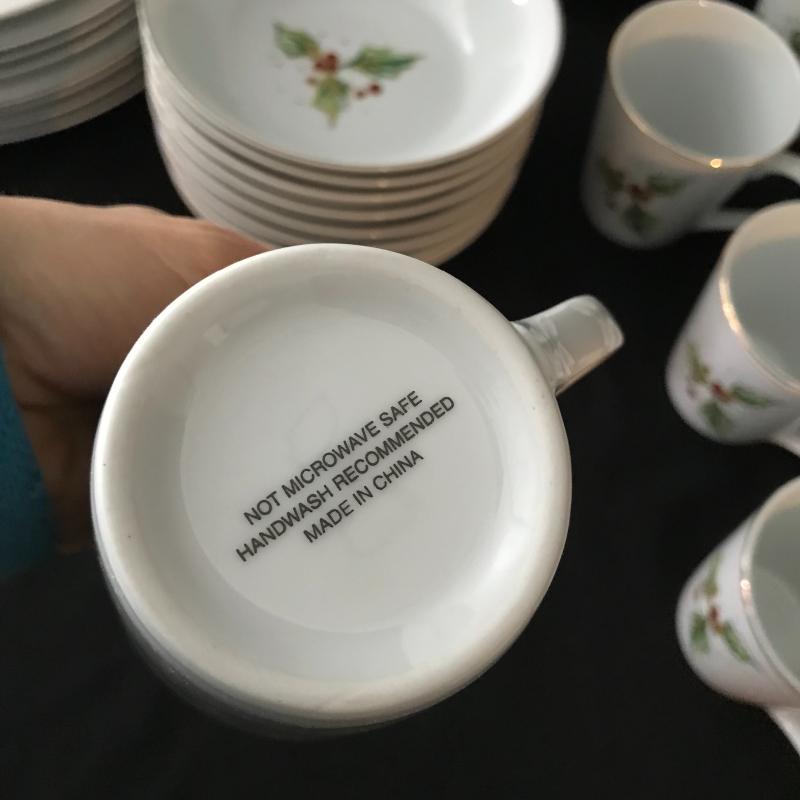 NOT MICROWAVE SAFE
HANDWASH RECOMMENDED
MADE IN CHINA